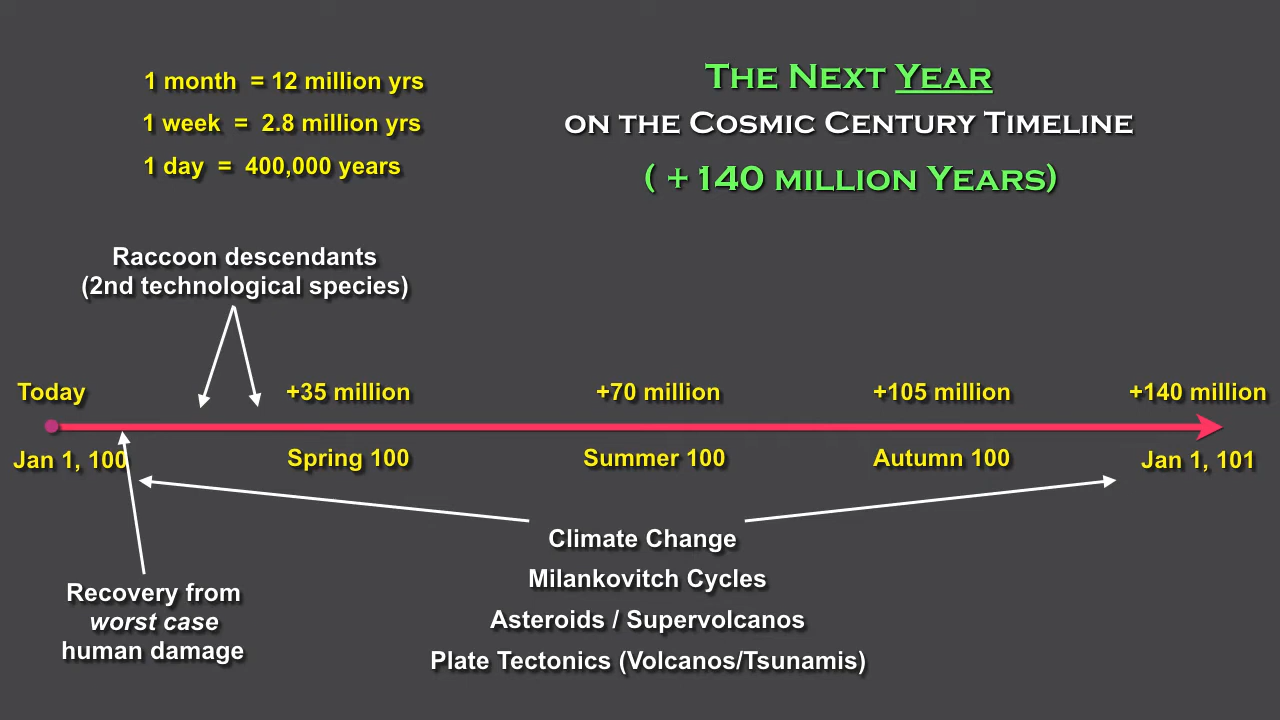 1 month = 12 million yrs
1 week = 2.8 million yrs
1 day = 400,000 years
The Next Year
on the Cosmic Century Timeline
( +140 million Years)
Raccoon descendants
(2nd technological species)
Today
+35 million
+70 million
+105 million
+140 million
Jan 1, 100
Spring 100
Summer 100
Autumn 100
Jan 1, 101
Climate Change
Milankovitch Cycles
Asteroids / Supervolcanos
Plate Tectonics (Volcanos/Tsunamis)
Recovery from
worst case
human damage